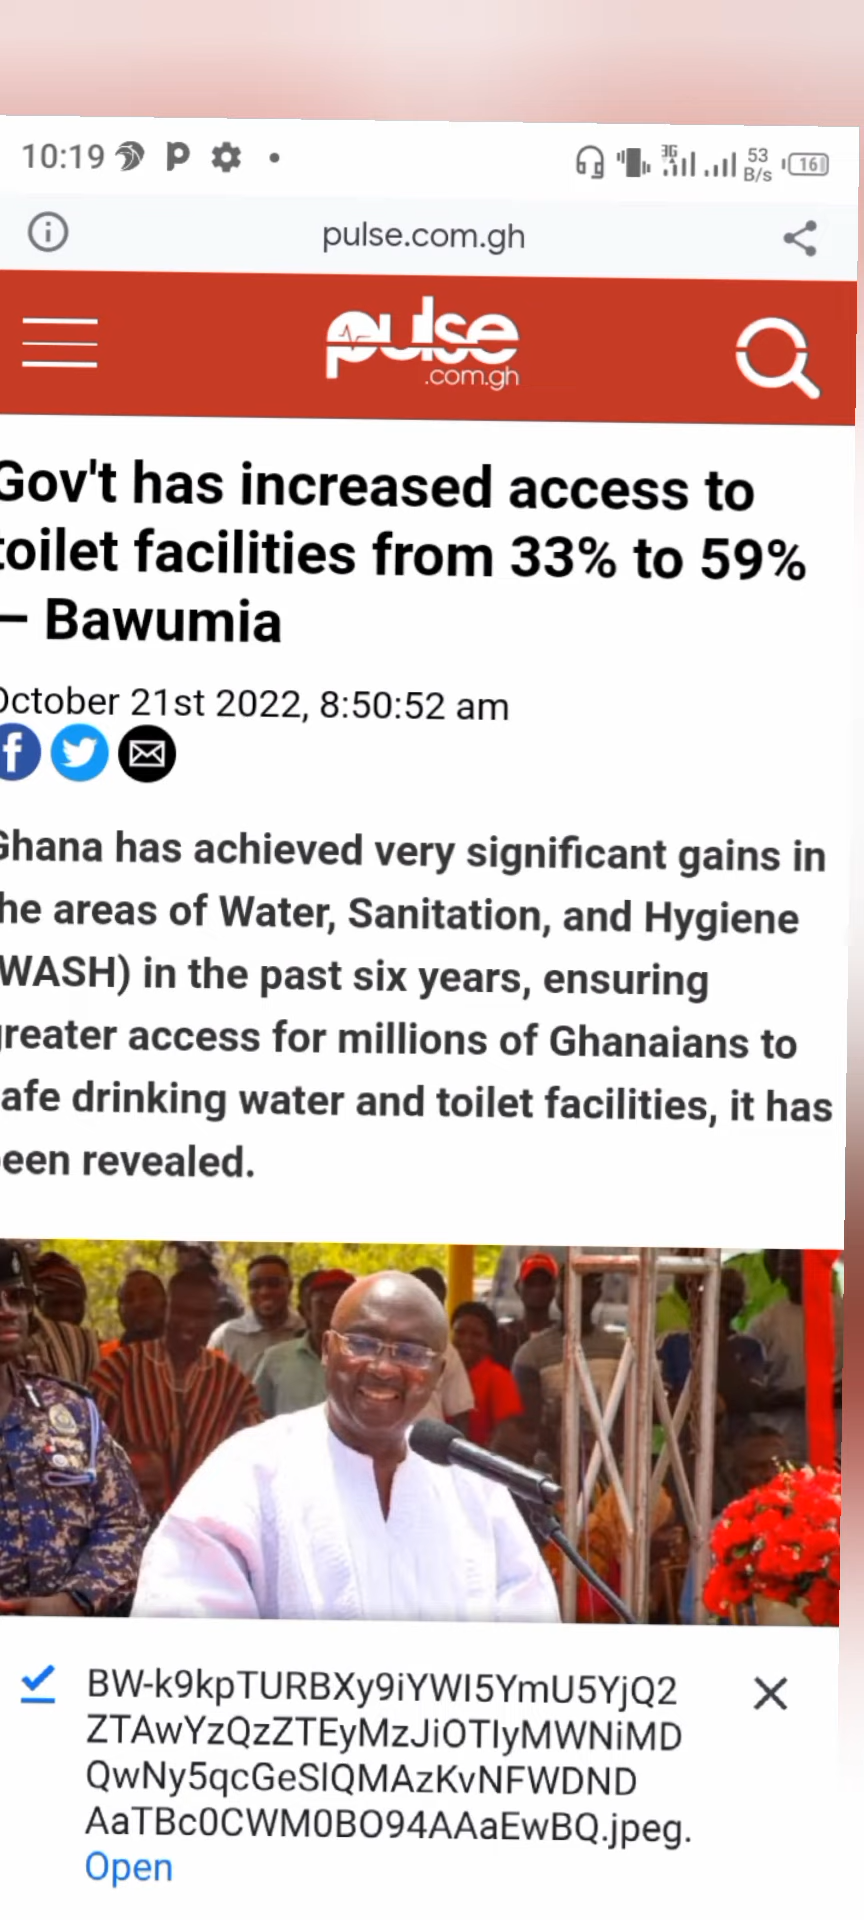 10:19
3G
53
B/s
16
pulse.com.gh
pulse
.com.gh
Gov't has increased access to
toilet facilities from 33% to 59%
– Bawumia
October 21st 2022, 8:50:52 am
Ghana has achieved very significant gains in
the areas of Water, Sanitation, and Hygiene
(WASH) in the past six years, ensuring
greater access for millions of Ghanaians to
safe drinking water and toilet facilities, it has
been revealed.
BW-k9kpTURBXy9iYWI5YmU5YjQ2
ZTAwYzQzZTEyMzJiOTIyMWNiMD
QwNy5qcGeSlQMAzKvNFWDND
AaTBc0CWM0BO94AAaEwBQ.jpeg.
Open